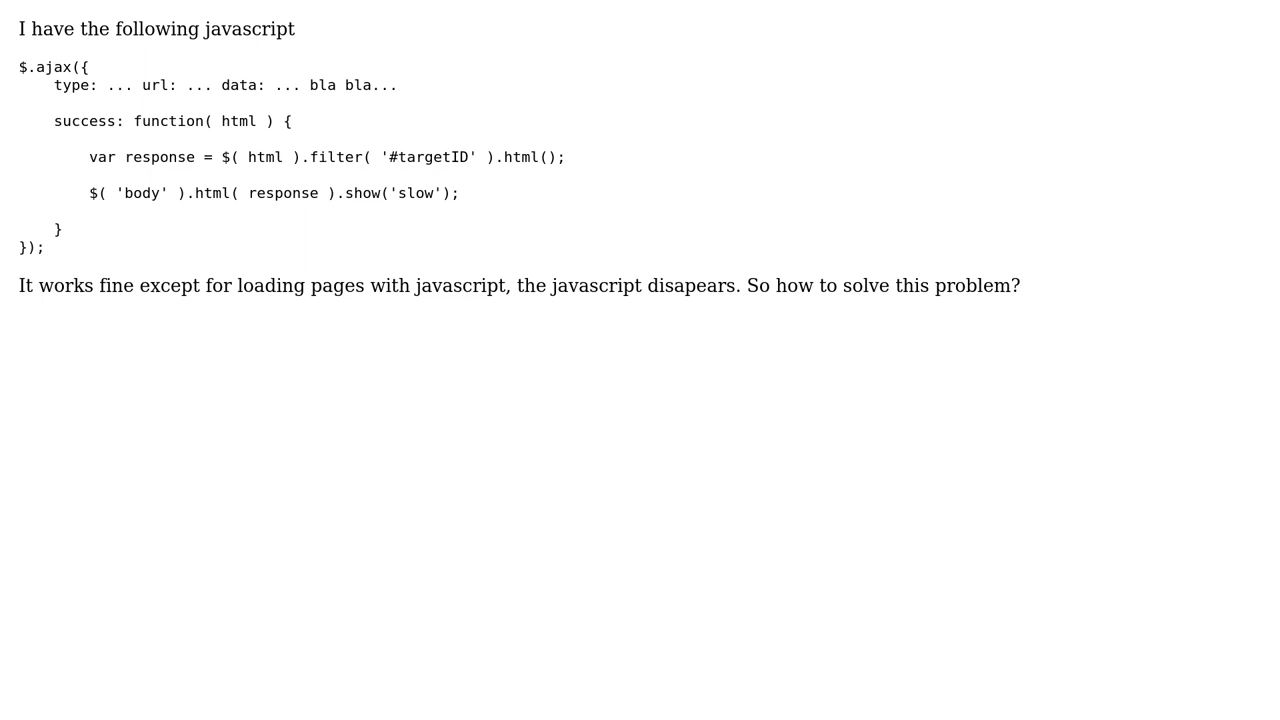 I have the following javascript
$.ajax({
    type: ... url: ... data: ... bla bla...
    success: function( html ) {
        var response = $( html ).filter( '#targetID' ).html();
        $( 'body' ).html( response ).show('slow');
    }
});
It works fine except for loading pages with javascript, the javascript disapears. So how to solve this problem?